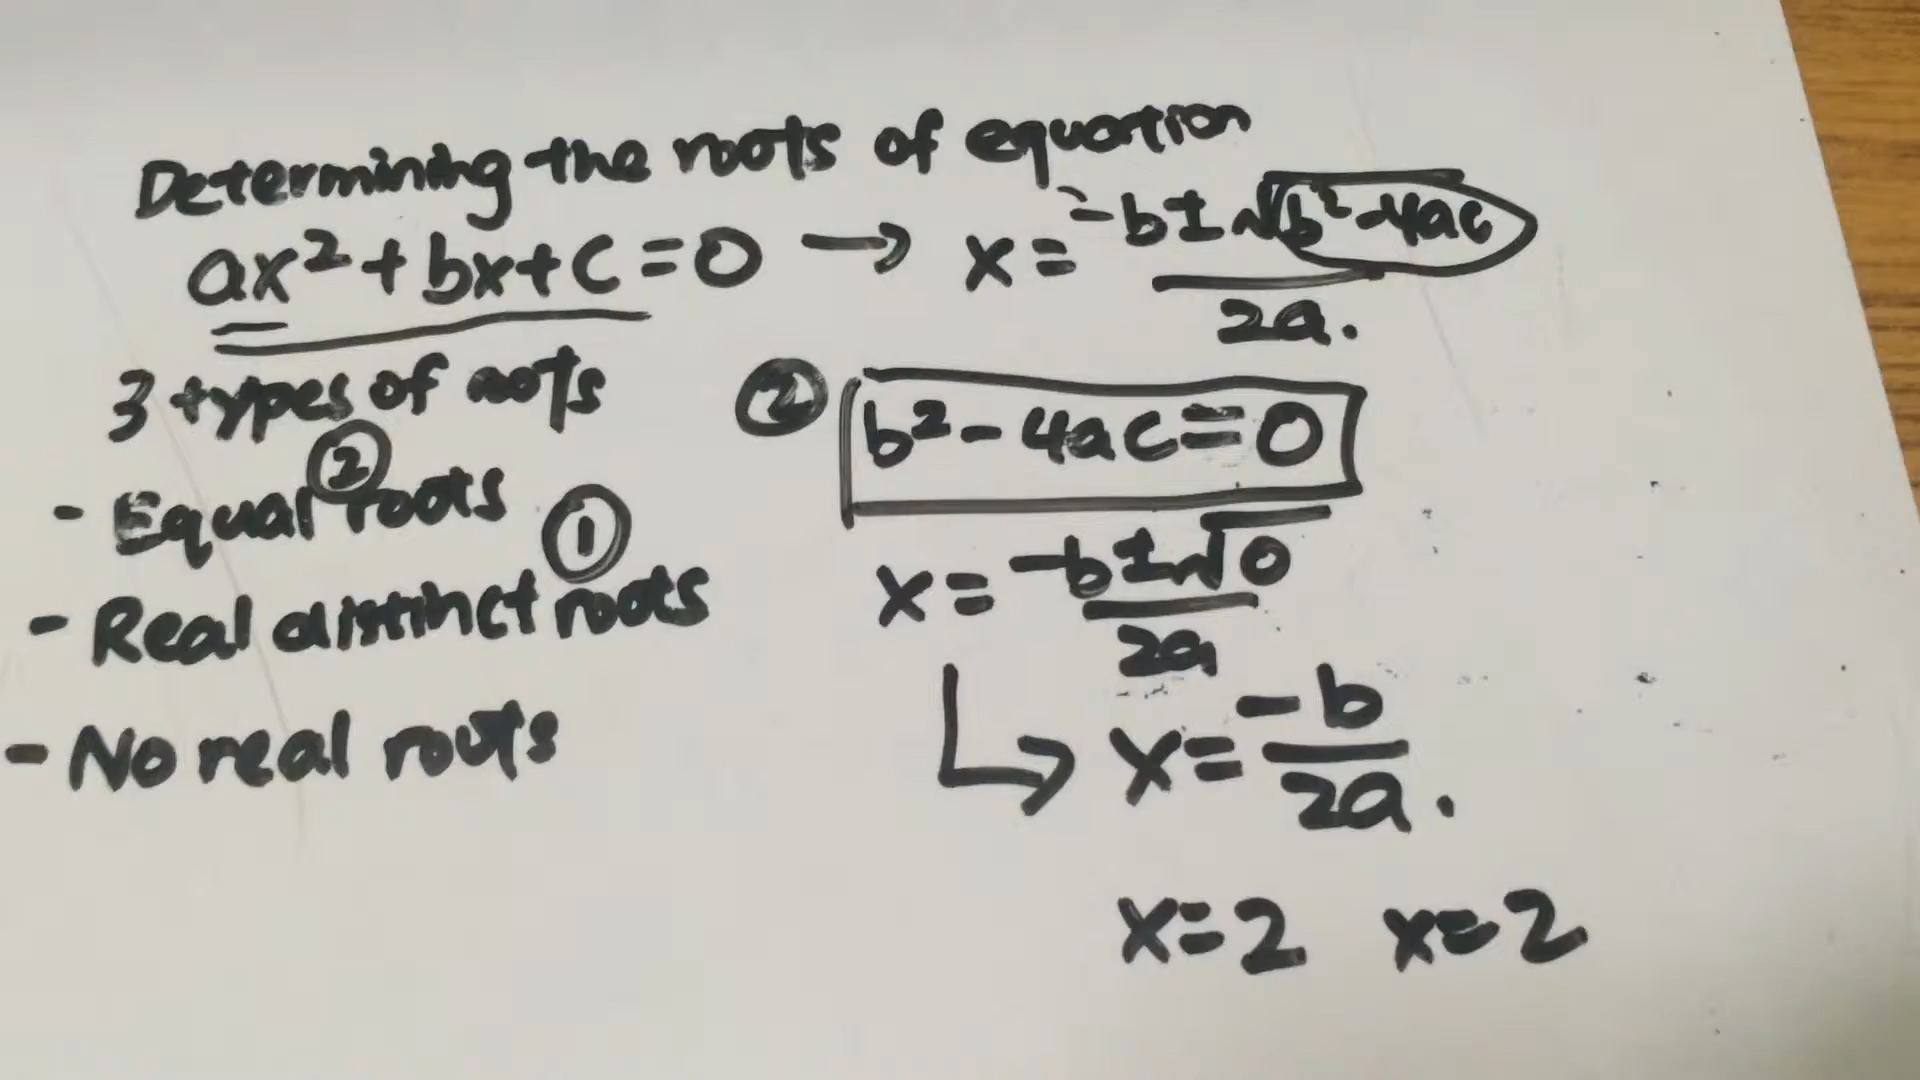 Determining the roots of equation
ax² + bx + c = 0 → x = -b ± √b² - 4ac / 2a.
3 types of roots
- Equal roots ②
- Real distinct roots ①
- No real roots
② b² - 4ac = 0
x = -b ± √0 / 2a
↳ x = -b / 2a.
x = 2 x = 2